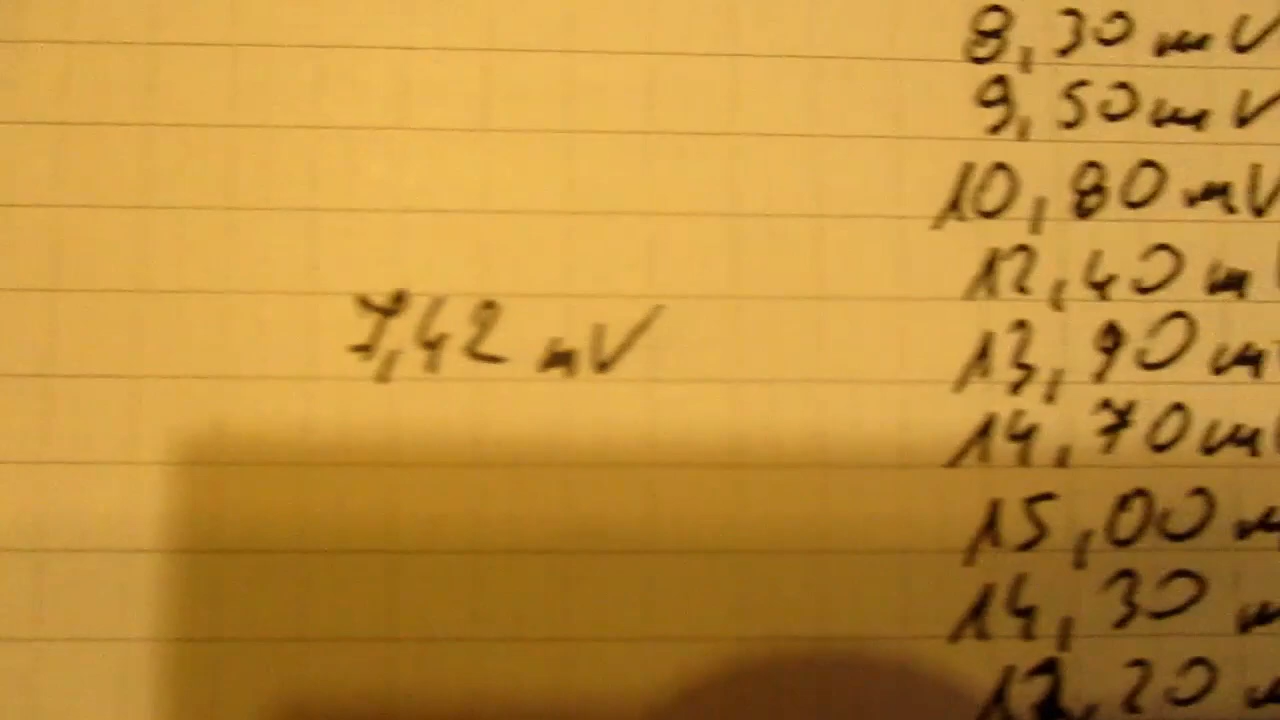 8,30 mV
9,50 mV
10,80 mV
12,40 m
7,42 mV
13,90 m
14,70 m
15,00 m
14,30 m
12,20 m